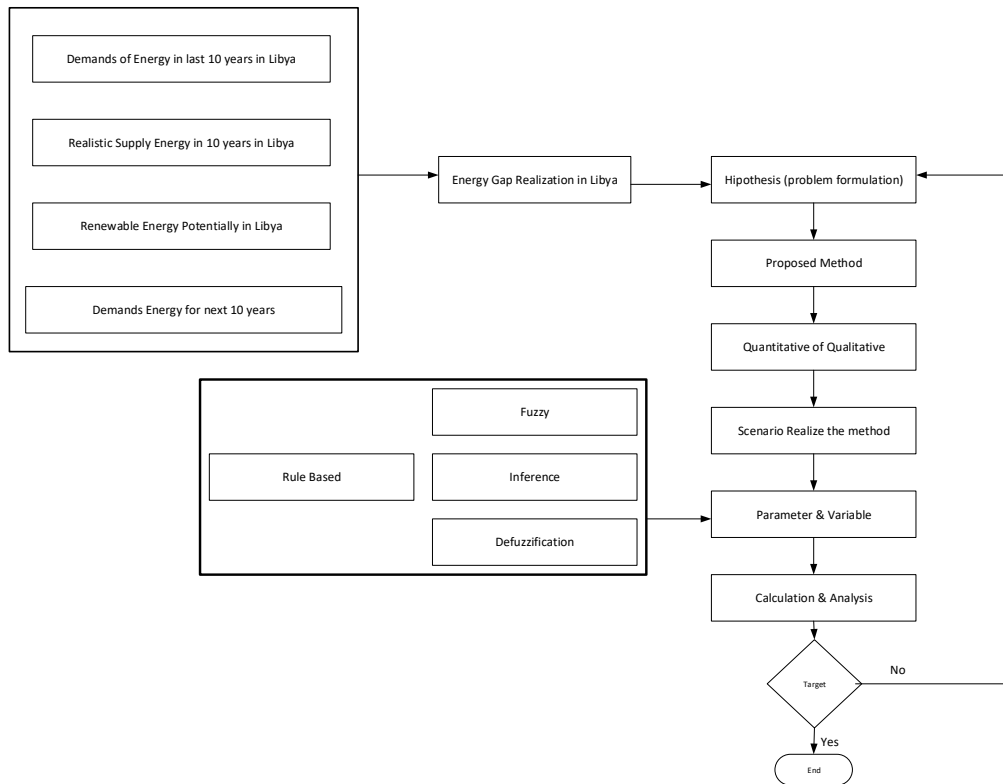 Demands of Energy in last 10 years in Libya
Realistic Supply Energy in 10 years in Libya
Renewable Energy Potentially in Libya
Demands Energy for next 10 years
Energy Gap Realization in Libya
Hipothesis (problem formulation)
Proposed Method
Quantitative of Qualitative
Scenario Realize the method
Rule Based
Fuzzy
Inference
Defuzzification
Parameter & Variable
Calculation & Analysis
Target
No
Yes
End